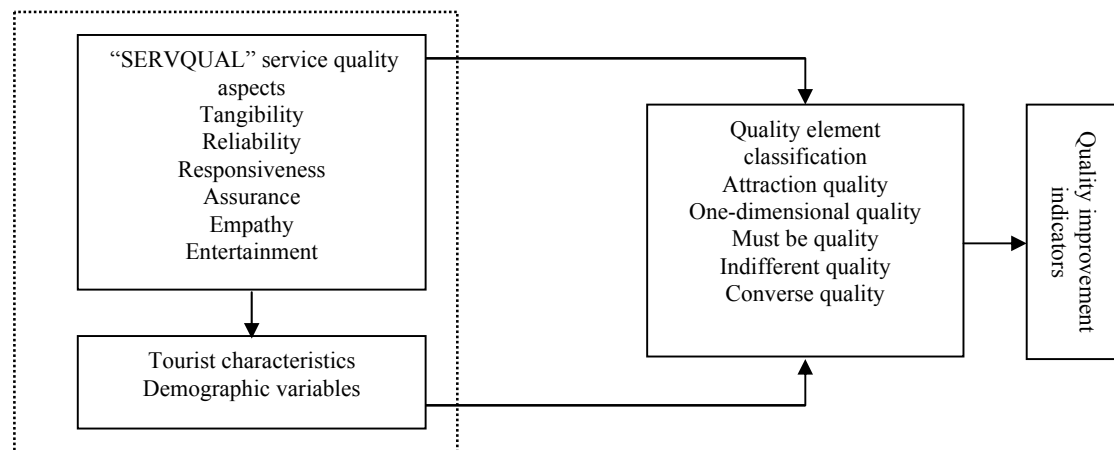 “SERVQUAL” service quality
aspects
Tangibility
Reliability
Responsiveness
Assurance
Empathy
Entertainment
Tourist characteristics
Demographic variables
Quality element
classification
Attraction quality
One-dimensional quality
Must be quality
Indifferent quality
Converse quality
Quality improvement
indicators